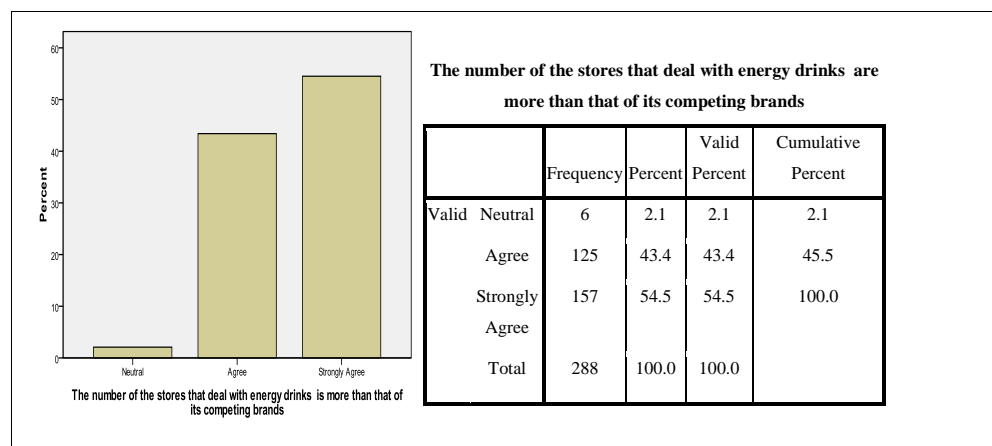 60
50
40
30
20
10
0
Percent
Neutral Agree Strongly Agree
The number of the stores that deal with energy drinks is more than that of
its competing brands
The number of the stores that deal with energy drinks are
more than that of its competing brands
Frequency Percent Valid Percent Cumulative Percent
Valid Neutral 6 2.1 2.1 2.1
Agree 125 43.4 43.4 45.5
Strongly Agree 157 54.5 54.5 100.0
Total 288 100.0 100.0